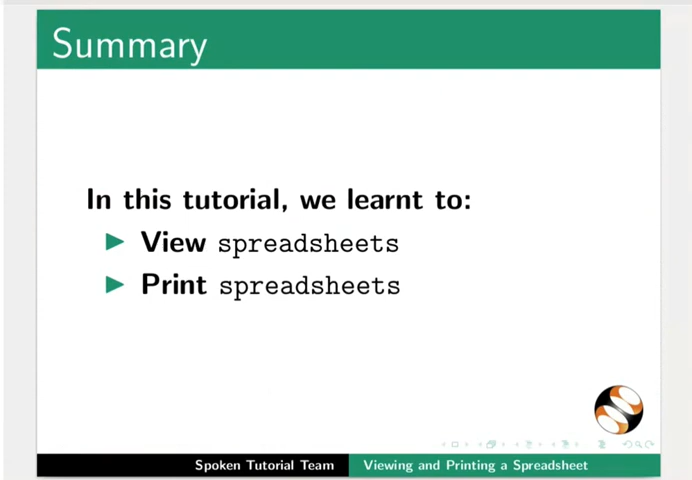 Summary
In this tutorial, we learnt to:
View spreadsheets
Print spreadsheets
Spoken Tutorial Team
Viewing and Printing a Spreadsheet